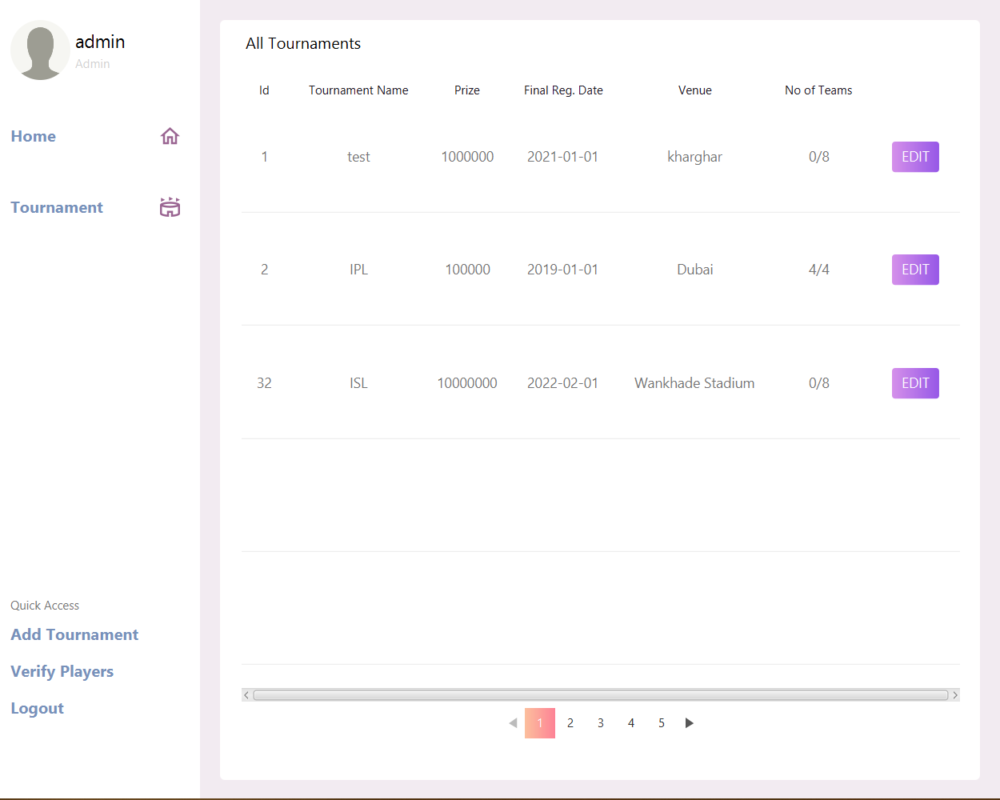 admin
Admin
Home
Tournament
Quick Access
Add Tournament
Verify Players
Logout
All Tournaments
Id Tournament Name Prize Final Reg. Date Venue No of Teams
1 test 1000000 2021-01-01 kharghar 0/8 EDIT
2 IPL 100000 2019-01-01 Dubai 4/4 EDIT
32 ISL 10000000 2022-02-01 Wankhade Stadium 0/8 EDIT
1 2 3 4 5